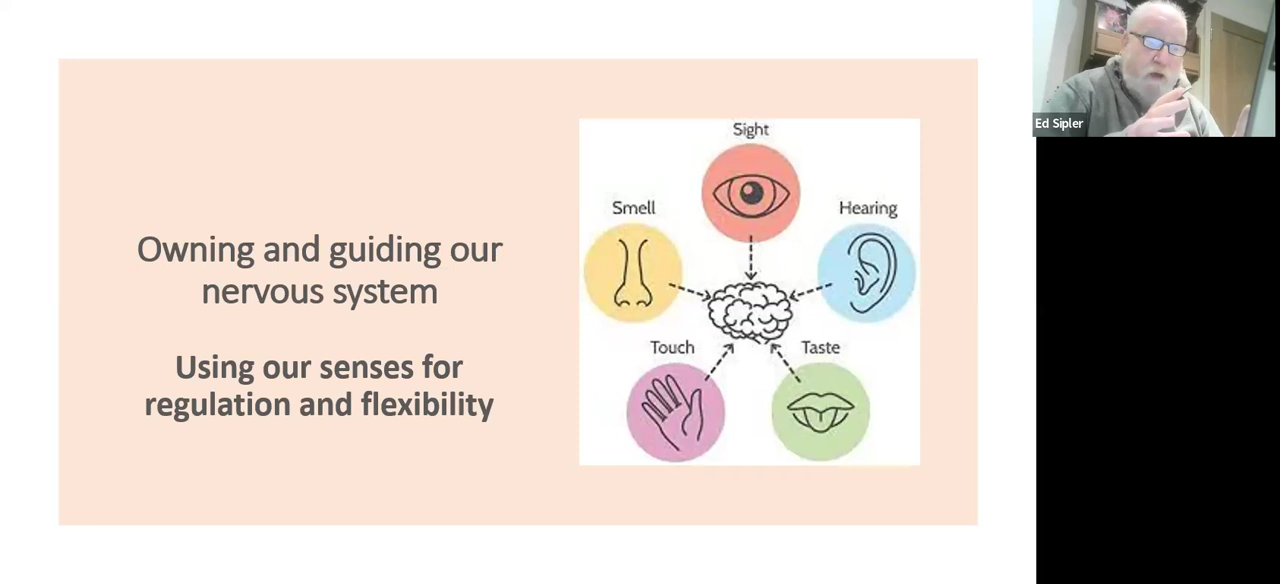 Owning and guiding our
nervous system
Using our senses for
regulation and flexibility
Sight
Smell
Hearing
Touch
Taste
Ed Sipler